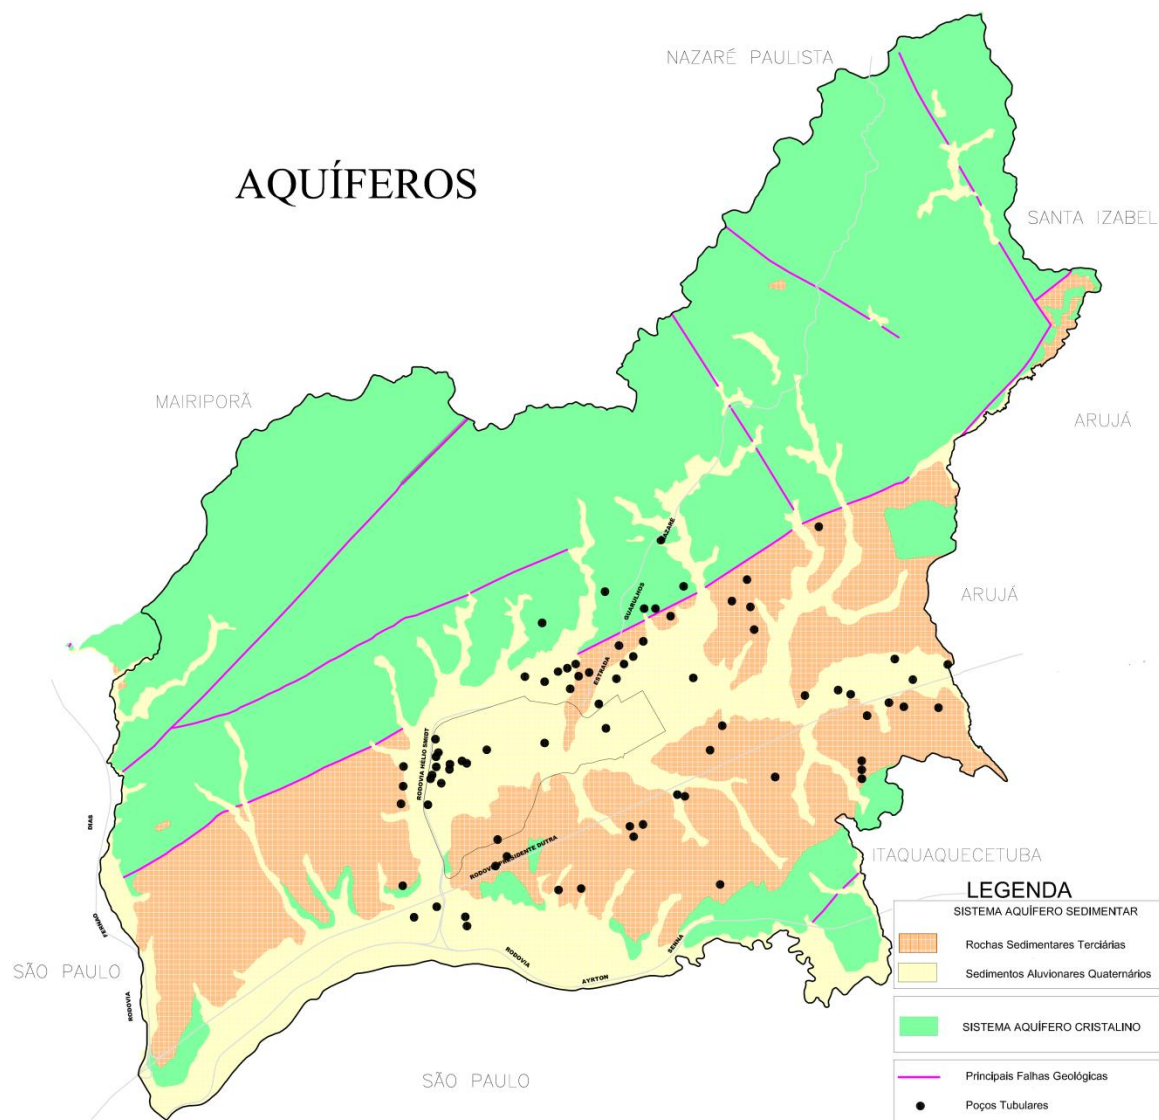 NAZARÉ PAULISTA
AQUÍFEROS
SANTA IZABEL
MAIRIPORÃ
ARUJÁ
NAZARÉ
GUARULHOS
ESTRADA
ARUJÁ
RODOVIA HÉLIO SMIDT
DIAS
FERNAO
RODOVIA
RODOVIA PRESIDENTE DUTRA
ITAQUAQUECETUBA
SÃO PAULO
RODOVIA
AYRTON
SENNA
SÃO PAULO
LEGENDA
SISTEMA AQUÍFERO SEDIMENTAR
Rochas Sedimentares Terciárias
Sedimentos Aluvionares Quaternários
SISTEMA AQUÍFERO CRISTALINO
Principais Falhas Geológicas
Poços Tubulares